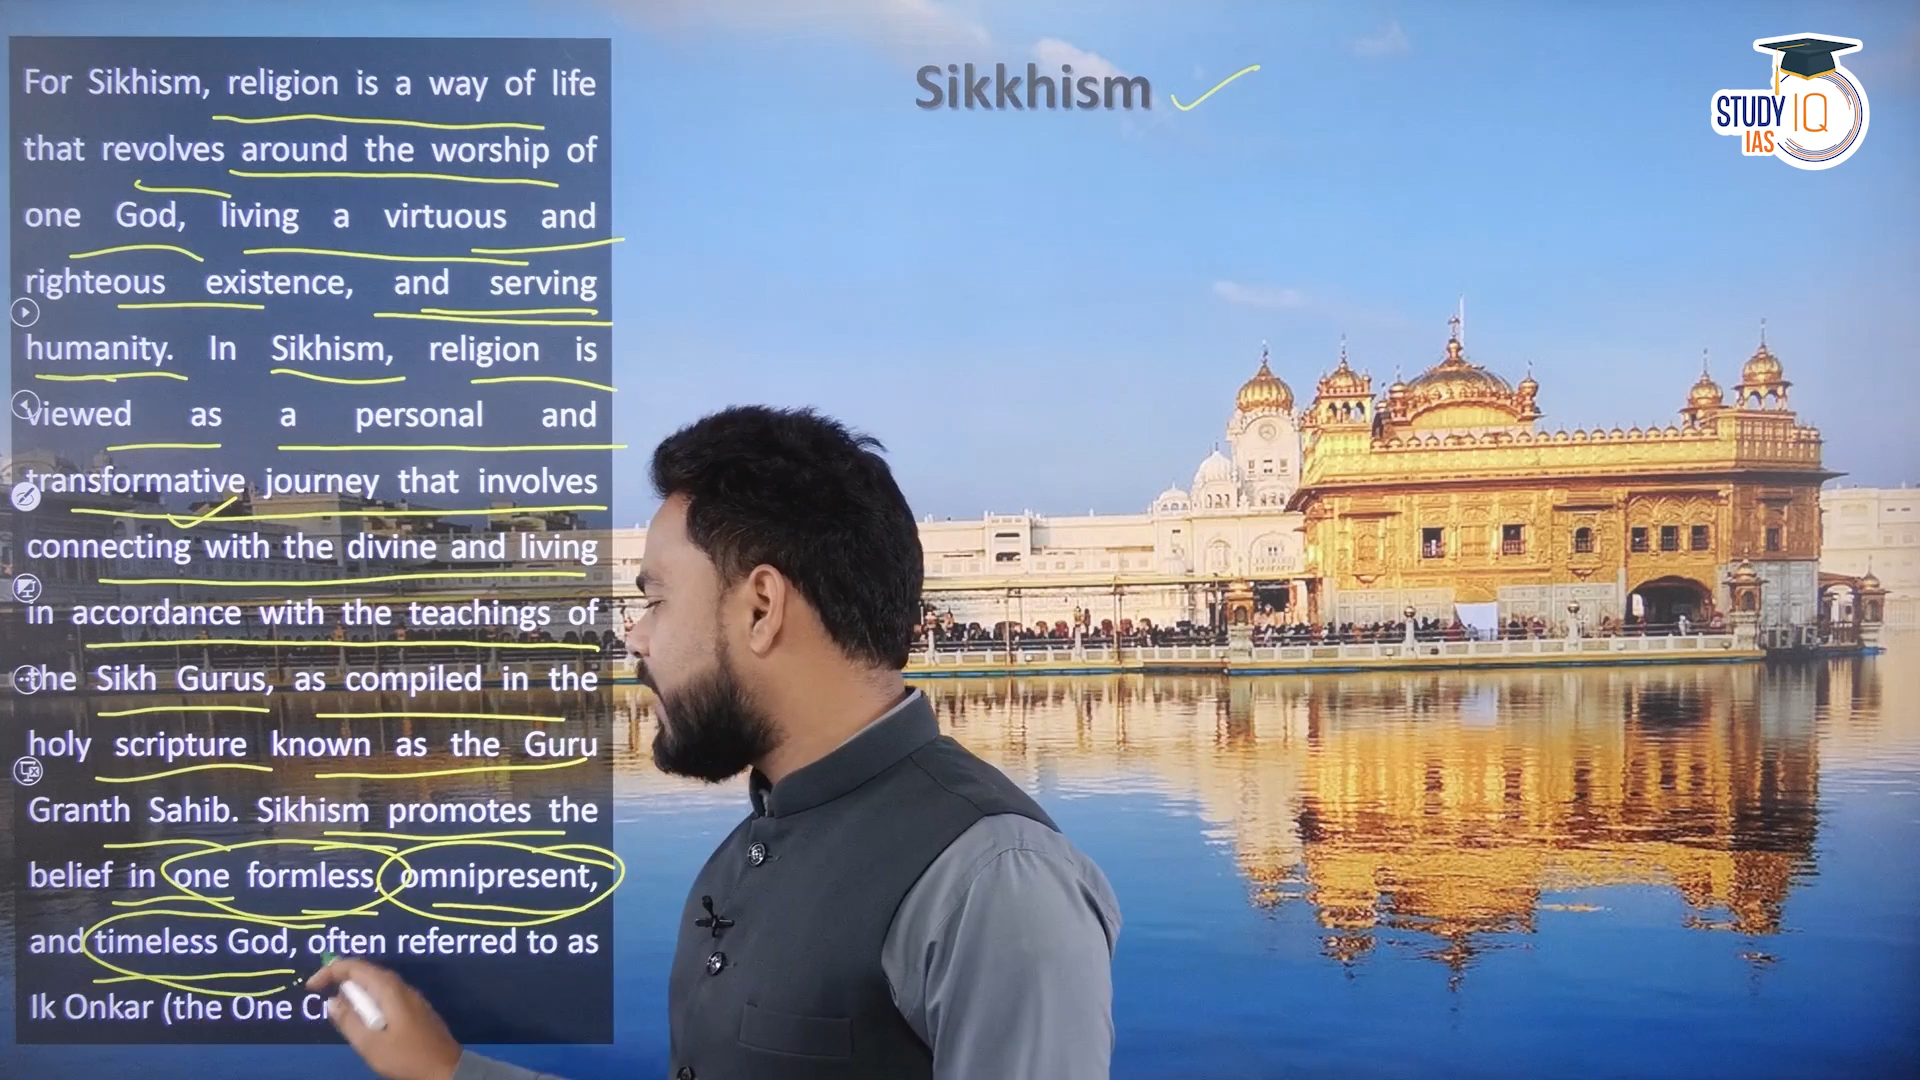 For Sikhism, religion is a way of life
that revolves around the worship of
one God, living a virtuous and
righteous existence, and serving
humanity. In Sikhism, religion is
viewed as a personal and
transformative journey that involves
connecting with the divine and living
in accordance with the teachings of
the Sikh Gurus, as compiled in the
holy scripture known as the Guru
Granth Sahib. Sikhism promotes the
belief in one formless, omnipresent,
and timeless God, often referred to as
Ik Onkar (the One
Sikkhism
STUDY IQ
IAS